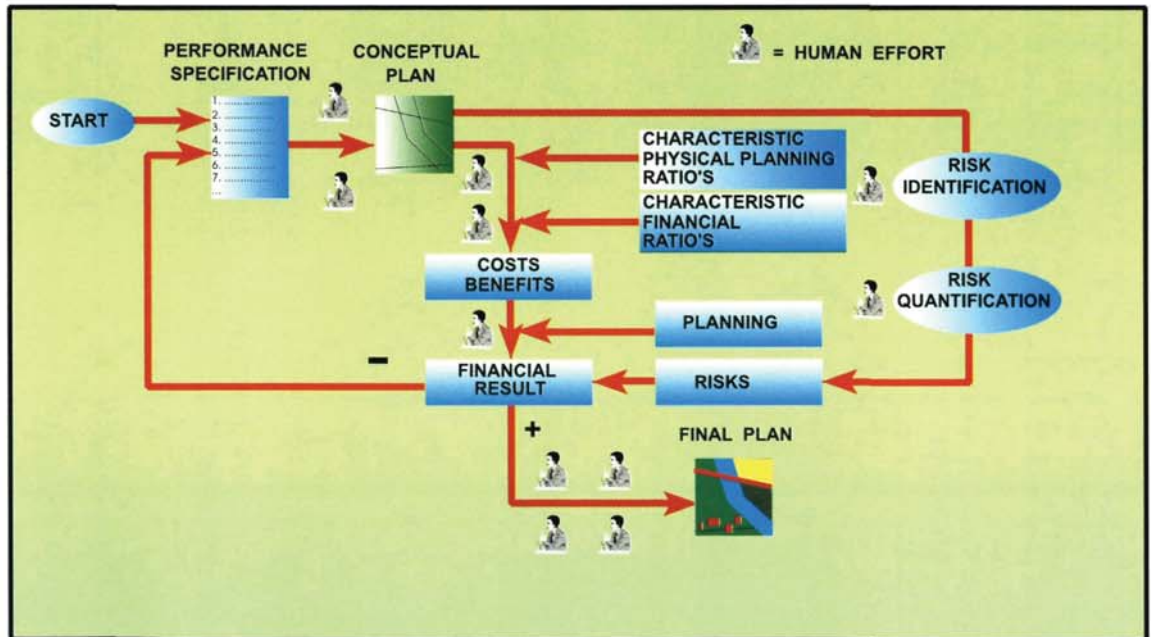 PERFORMANCE
SPECIFICATION
CONCEPTUAL
PLAN
= HUMAN EFFORT
START
1. ................
2. ................
3. ................
4. ................
5. ................
6. ................
7. ................
...
CHARACTERISTIC
PHYSICAL PLANNING
RATIO'S
RISK
IDENTIFICATION
CHARACTERISTIC
FINANCIAL
RATIO'S
COSTS
BENEFITS
RISK
QUANTIFICATION
PLANNING
–
FINANCIAL
RESULT
RISKS
+
FINAL PLAN